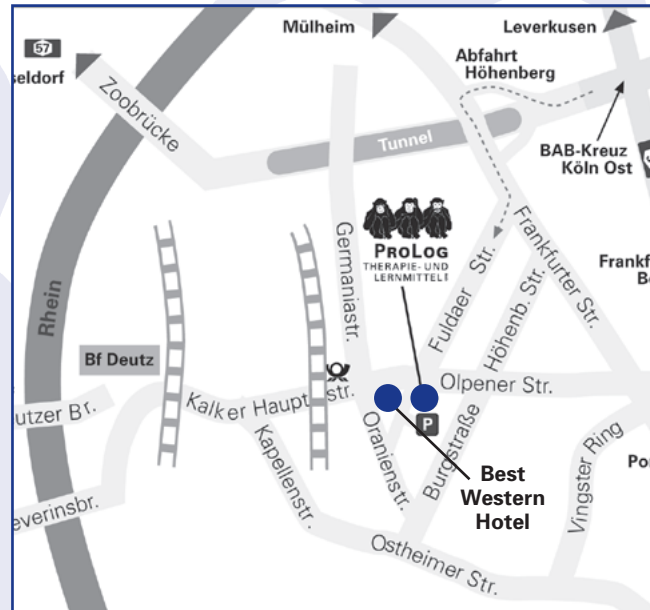 Mülheim
Leverkusen
57
seldorf
Abfahrt
Höhenberg
Zoobrücke
Tunnel
BAB-Kreuz
Köln Ost
PROLOG
THERAPIE- UND
LERNMITTEL
Germaniastr.
Frankfurter Str.
Fuldaer Str.
Höhenb. Str.
Frankf
B
Rhein
Bf Deutz
Olpener Str.
Kalker Hauptstr.
utzer Br.
P
Oranienstr.
Burgstraße
Kapellenstr.
Vingster Ring
Po
Best
Western
Hotel
everinsbr.
Ostheimer Str.